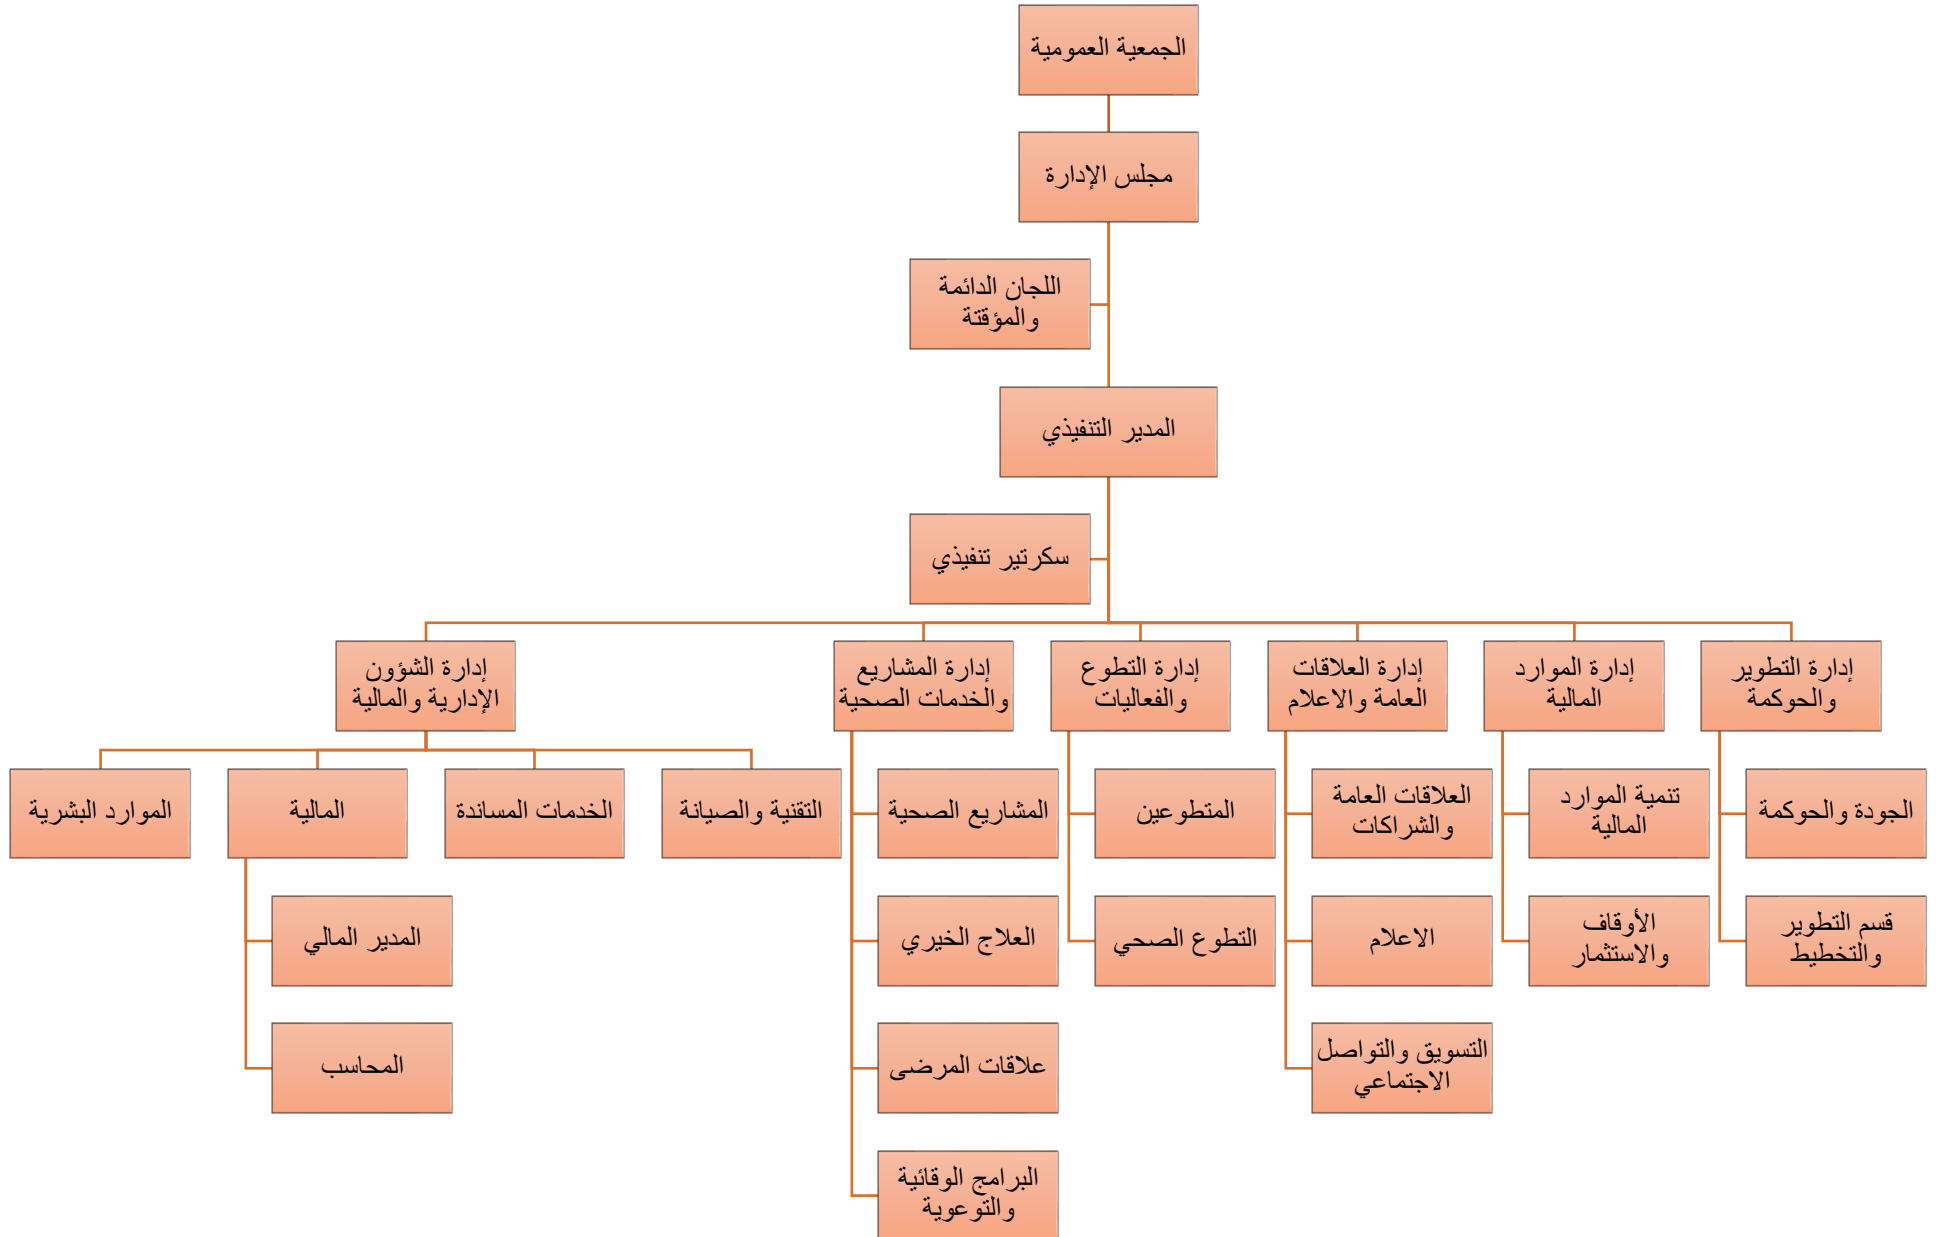 الجمعية العمومية
مجلس الإدارة
اللجان الدائمة
والمؤقتة
المدير التنفيذي
سكرتير تنفيذي
إدارة التطوير
والحوكمة
إدارة الموارد
المالية
إدارة العلاقات
العامة والاعلام
إدارة التطوع
والفعاليات
إدارة المشاريع
والخدمات الصحية
إدارة الشؤون
الإدارية والمالية
الجودة والحوكمة
قسم التطوير
والتخطيط
تنمية الموارد
المالية
الأوقاف
والاستثمار
العلاقات العامة
والشراكات
الاعلام
التسويق والتواصل
الاجتماعي
المتطوعين
التطوع الصحي
المشاريع الصحية
العلاج الخيري
علاقات المرضى
البرامج الوقائية
والتوعوية
التقنية والصيانة
الخدمات المساندة
المالية
المدير المالي
المحاسب
الموارد البشرية